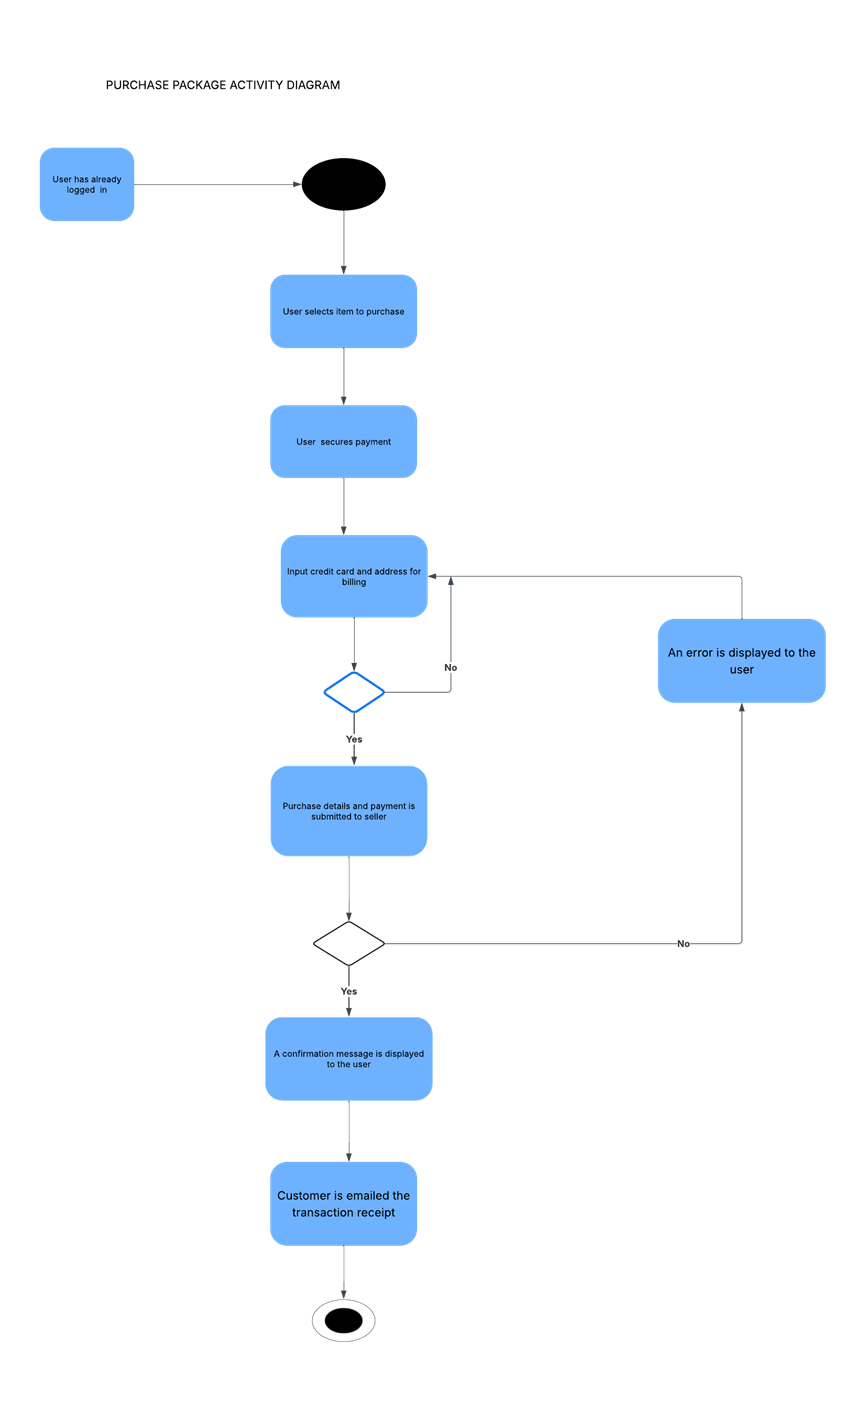 PURCHASE PACKAGE ACTIVITY DIAGRAM
User has already
logged  in
User selects item to purchase
User  secures payment
Input credit card and address for
billing
An error is displayed to the
user
No
Yes
Purchase details and payment is
submitted to seller
No
Yes
A confirmation message is displayed
to the user
Customer is emailed the
transaction receipt